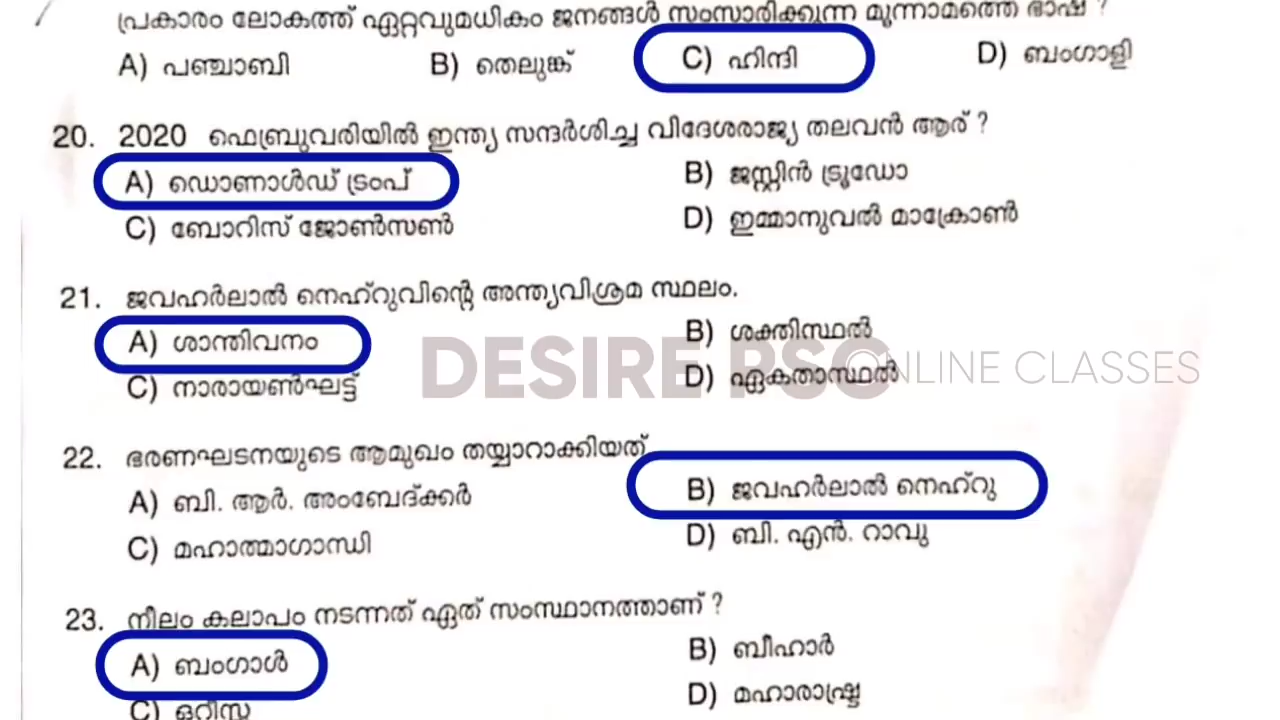 പ്രകാരം ലോകത്ത് ഏറ്റവുമധികം ജനങ്ങൾ സംസാരിക്കുന്ന മൂന്നാമത്തെ ഭാഷ ?
A) പഞ്ചാബി B) തെലുങ്ക് C) ഹിന്ദി D) ബംഗാളി
20. 2020 ഫെബ്രുവരിയിൽ ഇന്ത്യ സന്ദർശിച്ച വിദേശരാജ്യ തലവൻ ആര് ?
A) ഡൊണാൾഡ് ട്രംപ് B) ജസ്റ്റിൻ ട്രൂഡോ
C) ബോറിസ് ജോൺസൺ D) ഇമ്മാനുവൽ മാക്രോൺ
21. ജവഹർലാൽ നെഹ്റുവിന്റെ അന്ത്യവിശ്രമ സ്ഥലം.
A) ശാന്തിവനം B) ശക്തിസ്ഥൽ
C) നാരായൺഘട്ട് D) ഏകതാസ്ഥൽ
DESIRE PSC ONLINE CLASSES
22. ഭരണഘടനയുടെ ആമുഖം തയ്യാറാക്കിയത്
A) ബി. ആർ. അംബേദ്ക്കർ B) ജവഹർലാൽ നെഹ്റു
C) മഹാത്മാഗാന്ധി D) ബി. എൻ. റാവു
23. നീലം കലാപം നടന്നത് ഏത് സംസ്ഥാനത്താണ് ?
A) ബംഗാൾ B) ബീഹാർ
C) ഒറീസ്സ D) മഹാരാഷ്ട്ര